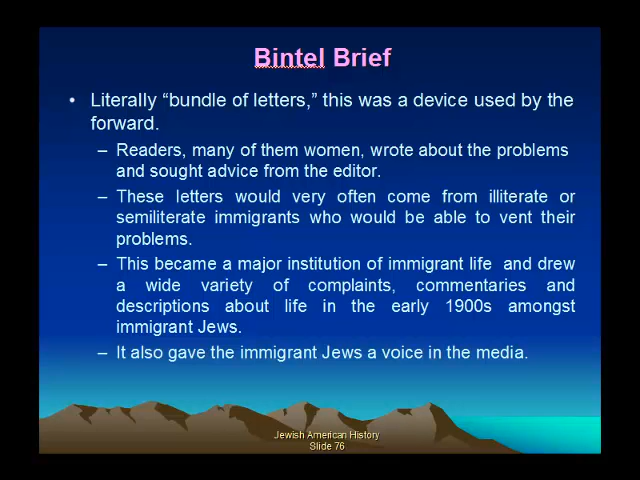 Bintel Brief
• Literally “bundle of letters,” this was a device used by the
forward.
– Readers, many of them women, wrote about the problems
and sought advice from the editor.
– These letters would very often come from illiterate or
semiliterate immigrants who would be able to vent their
problems.
– This became a major institution of immigrant life and drew
a wide variety of complaints, commentaries and
descriptions about life in the early 1900s amongst
immigrant Jews.
– It also gave the immigrant Jews a voice in the media.
Jewish American History
Slide 76